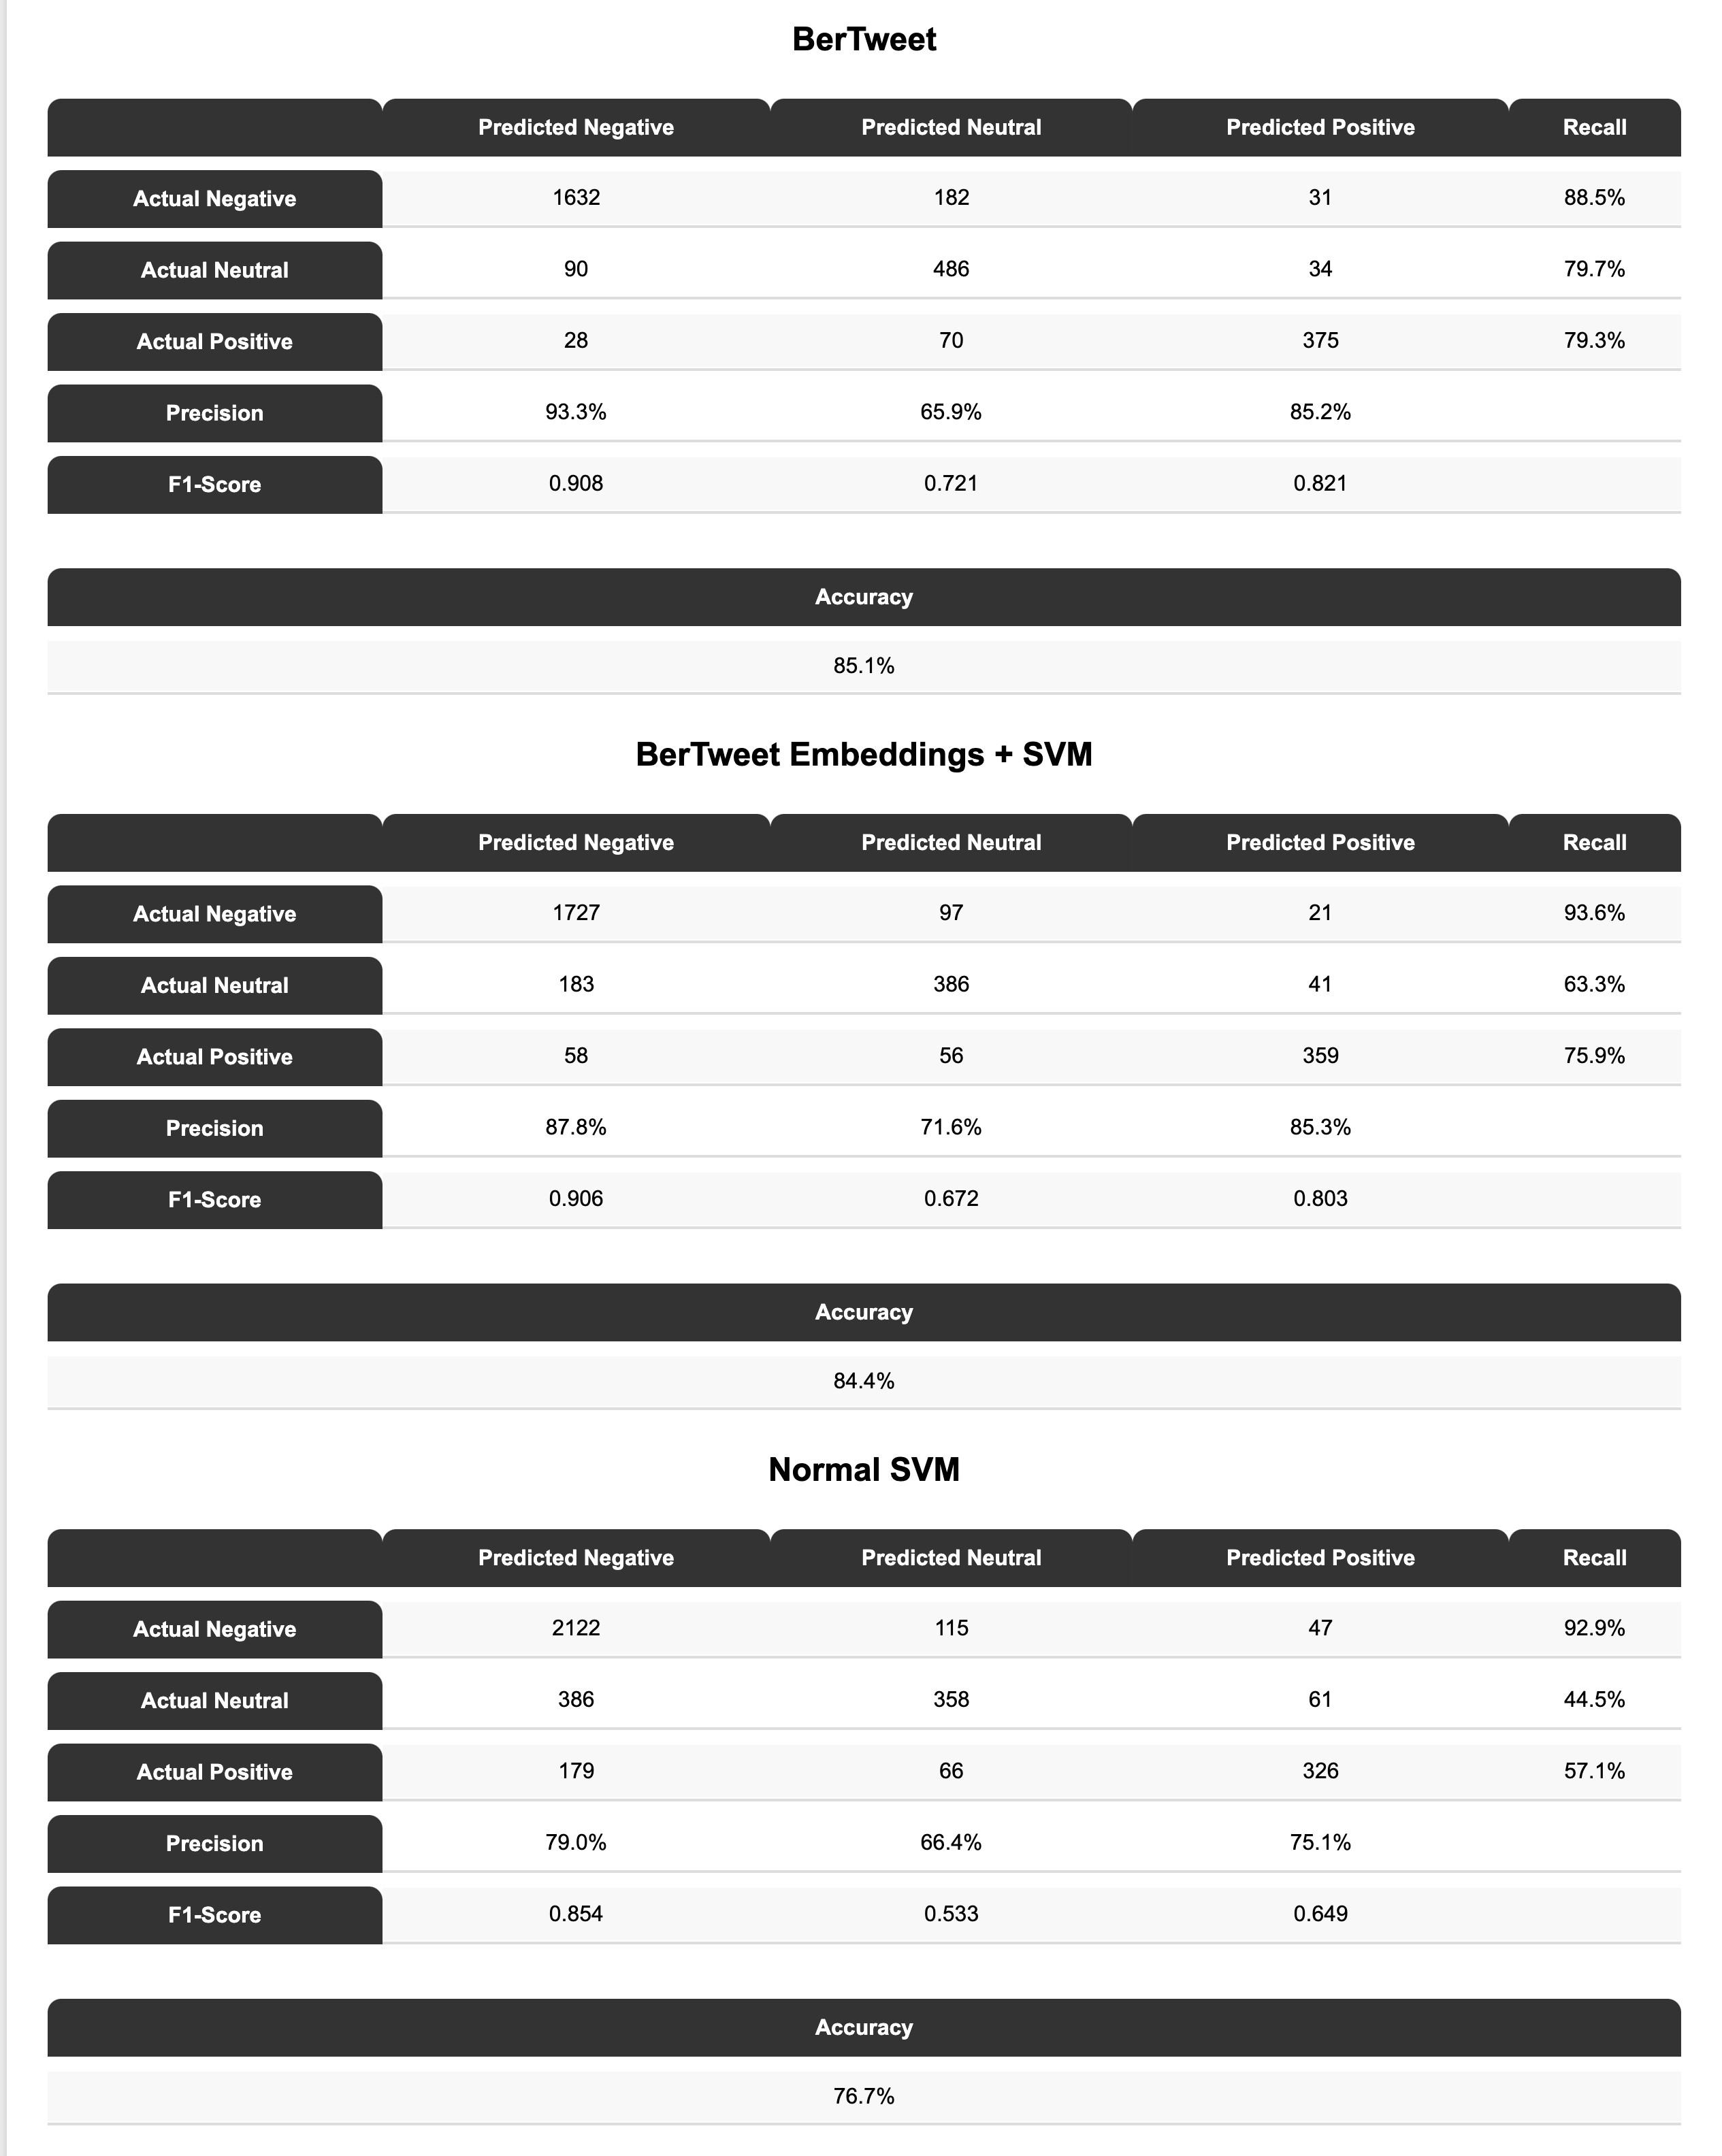 BerTweet
Predicted Negative Predicted Neutral Predicted Positive Recall
Actual Negative 1632 182 31 88.5%
Actual Neutral 90 486 34 79.7%
Actual Positive 28 70 375 79.3%
Precision 93.3% 65.9% 85.2%
F1-Score 0.908 0.721 0.821
Accuracy
85.1%
BerTweet Embeddings + SVM
Predicted Negative Predicted Neutral Predicted Positive Recall
Actual Negative 1727 97 21 93.6%
Actual Neutral 183 386 41 63.3%
Actual Positive 58 56 359 75.9%
Precision 87.8% 71.6% 85.3%
F1-Score 0.906 0.672 0.803
Accuracy
84.4%
Normal SVM
Predicted Negative Predicted Neutral Predicted Positive Recall
Actual Negative 2122 115 47 92.9%
Actual Neutral 386 358 61 44.5%
Actual Positive 179 66 326 57.1%
Precision 79.0% 66.4% 75.1%
F1-Score 0.854 0.533 0.649
Accuracy
76.7%